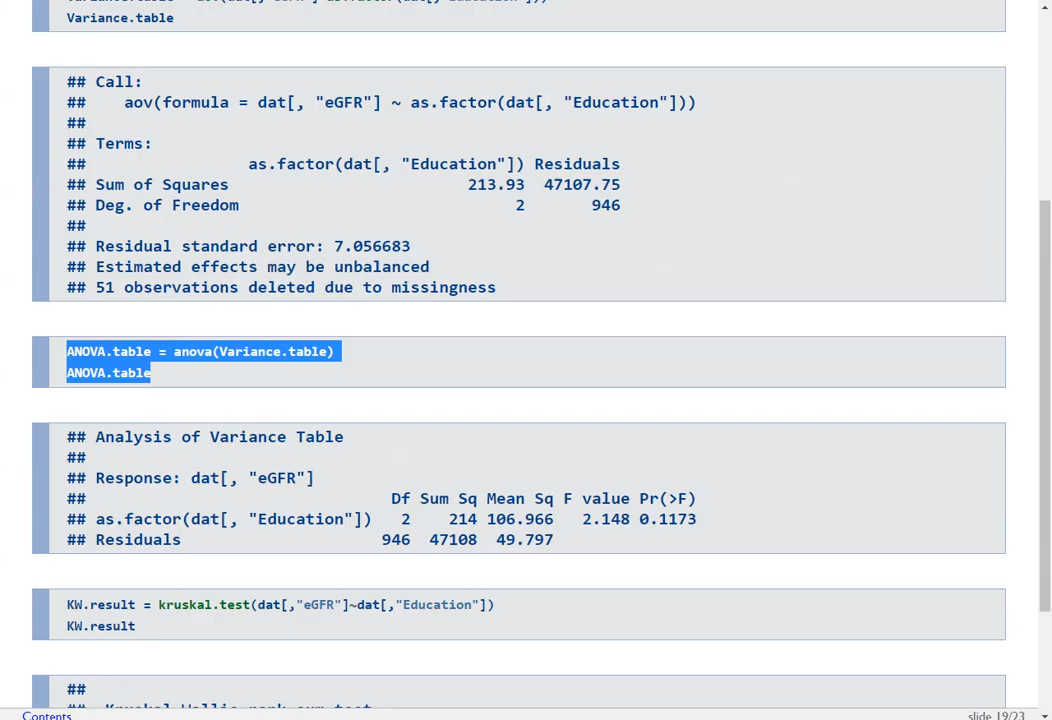 Variance.table
## Call:
##    aov(formula = dat[, "eGFR"] ~ as.factor(dat[, "Education"]))
##
## Terms:
##                 as.factor(dat[, "Education"]) Residuals
## Sum of Squares                         213.93  47107.75
## Deg. of Freedom                             2       946
##
## Residual standard error: 7.056683
## Estimated effects may be unbalanced
## 51 observations deleted due to missingness
ANOVA.table = anova(Variance.table)
ANOVA.table
## Analysis of Variance Table
##
## Response: dat[, "eGFR"]
##                                Df Sum Sq Mean Sq F value Pr(>F)
## as.factor(dat[, "Education"])   2    214 106.966   2.148 0.1173
## Residuals                     946  47108  49.797
KW.result = kruskal.test(dat[,"eGFR"]~dat[,"Education"])
KW.result
##
##  Kruskal-Wallis rank sum test
Contents slide 19/23